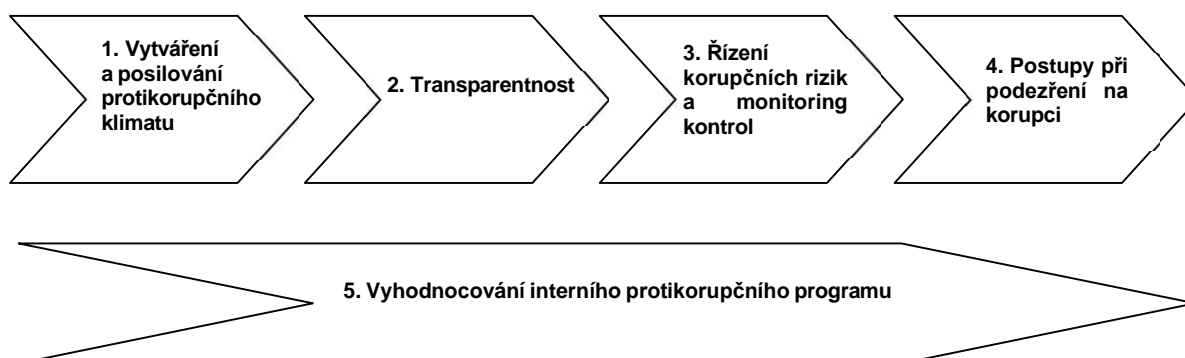 1. Vytváření
a posilování
protikorupčního
klimatu
2. Transparentnost
3. Řízení
korupčních rizik
a monitoring
kontrol
4. Postupy při
podezření na
korupci
5. Vyhodnocování interního protikorupčního programu